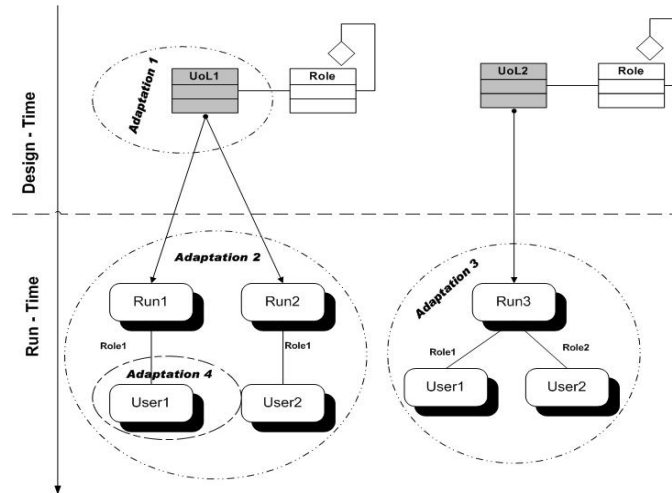 Design - Time
Adaptation 1
UoL1
Role
UoL2
Role
Run - Time
Adaptation 2
Run1
Run2
Role1
Role1
Adaptation 4
User1
User2
Adaptation 3
Run3
Role1
Role2
User1
User2